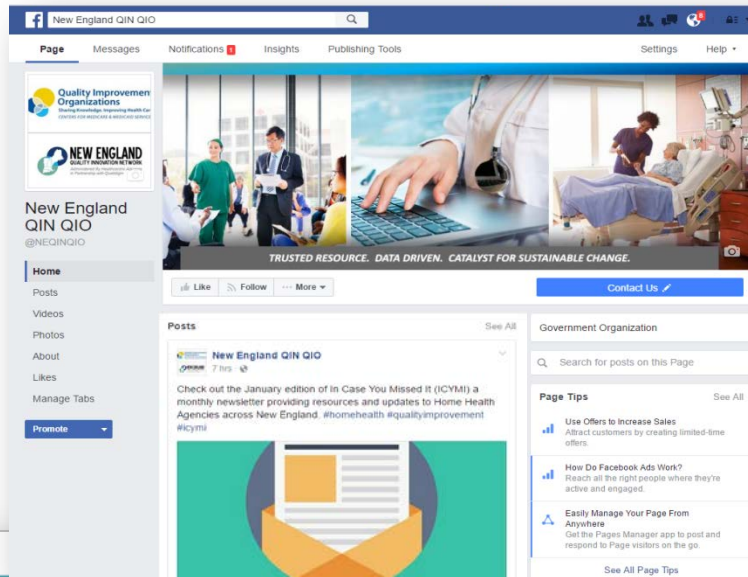 New England QIN QIO
8
Page Messages Notifications 1 Insights Publishing Tools Settings Help
Quality Improvement
Organizations
Sharing Knowledge. Improving Health Car
CENTERS FOR MEDICARE & MEDICAID SERVICE
NEW ENGLAND
QUALITY INNOVATION NETWORK
New England
QIN QIO
@NEQINQIO
Home
Posts
Videos
Photos
About
Likes
Manage Tabs
Promote
TRUSTED RESOURCE. DATA DRIVEN. CATALYST FOR SUSTAINABLE CHANGE.
Like Follow More Contact Us
Posts See All
New England QIN QIO
7 hrs
Check out the January edition of In Case You Missed It (ICYMI) a
monthly newsletter providing resources and updates to Home Health
Agencies across New England. #homehealth #qualityimprovement
#icymi
Government Organization
Search for posts on this Page
Page Tips See All
Use Offers to Increase Sales
Attract customers by creating limited-time
offers.
How Do Facebook Ads Work?
Reach all the right people where they're
active and engaged.
Easily Manage Your Page From
Anywhere
Get the Pages Manager app to post and
respond to Page visitors on the go.
See All Page Tips